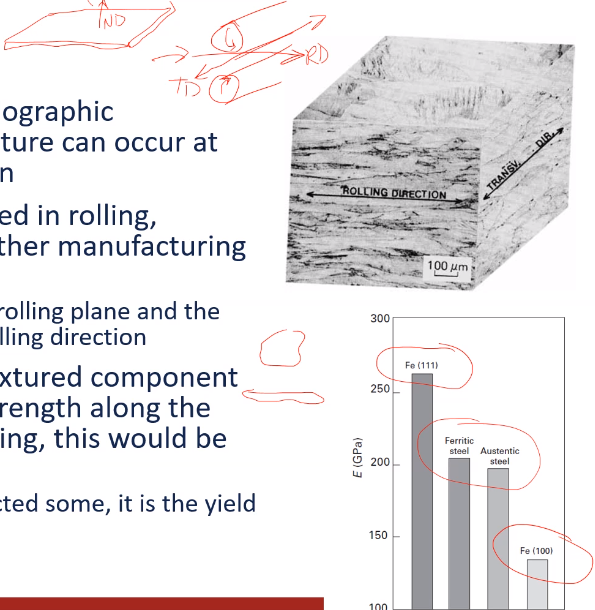 ND
RD
TD
ographic
ture can occur at
n
ed in rolling,
ther manufacturing
rolling plane and the
lling direction
xtured component
rength along the
ing, this would be
cted some, it is the yield
ROLLING DIRECTION
TRANSV. DIR.
100 μm
300
250
200
150
100
E (GPa)
Fe (111)
Ferritic
steel
Austentic
steel
Fe (100)